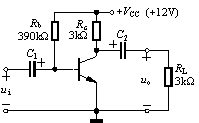 R_b
390kΩ
R_c
3kΩ
+V_CC (+12V)
C_1
+
C_2
+
+
u_i
−
+
u_o
−
R_L
3kΩ